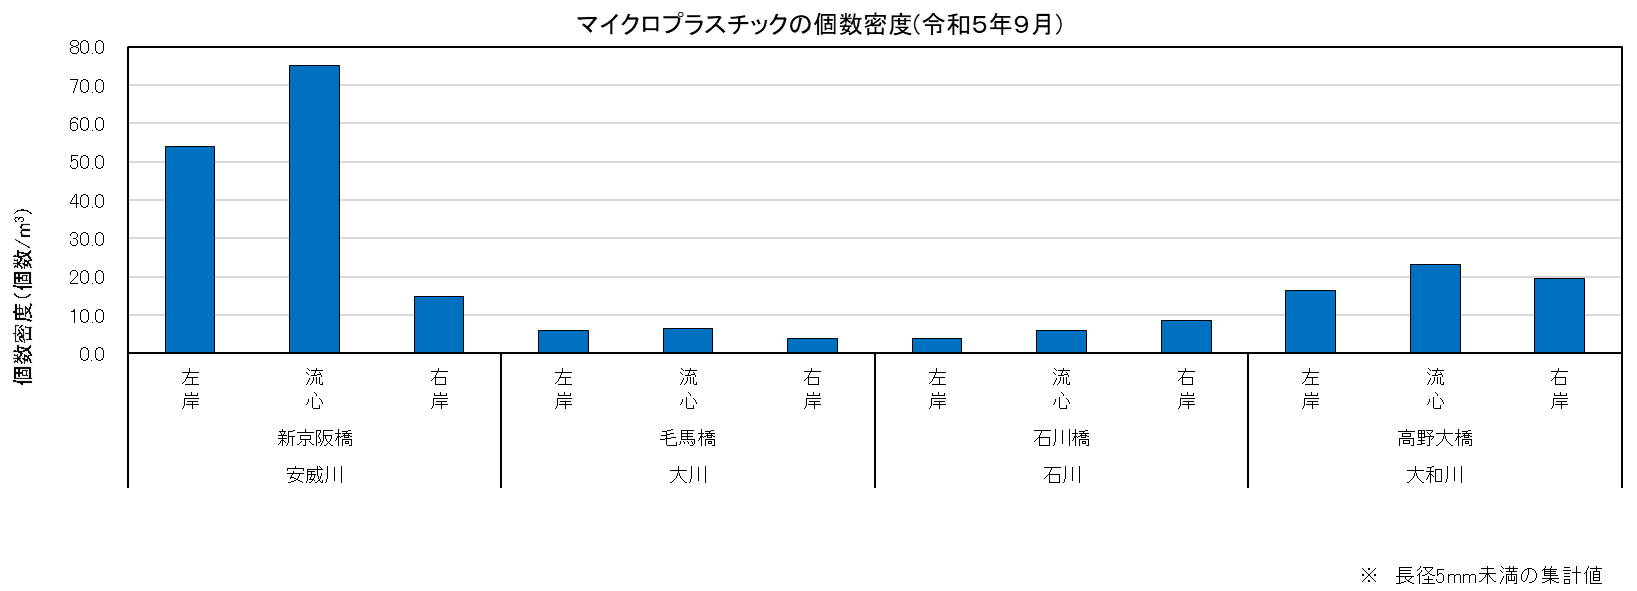 マイクロプラスチックの個数密度(令和5年9月)
個数密度(個数/m³)
80.0
70.0
60.0
50.0
40.0
30.0
20.0
10.0
0.0
左岸 流心 右岸 左岸 流心 右岸 左岸 流心 右岸 左岸 流心 右岸
新京阪橋 毛馬橋 石川橋 高野大橋
安威川 大川 石川 大和川
※ 長径5mm未満の集計値